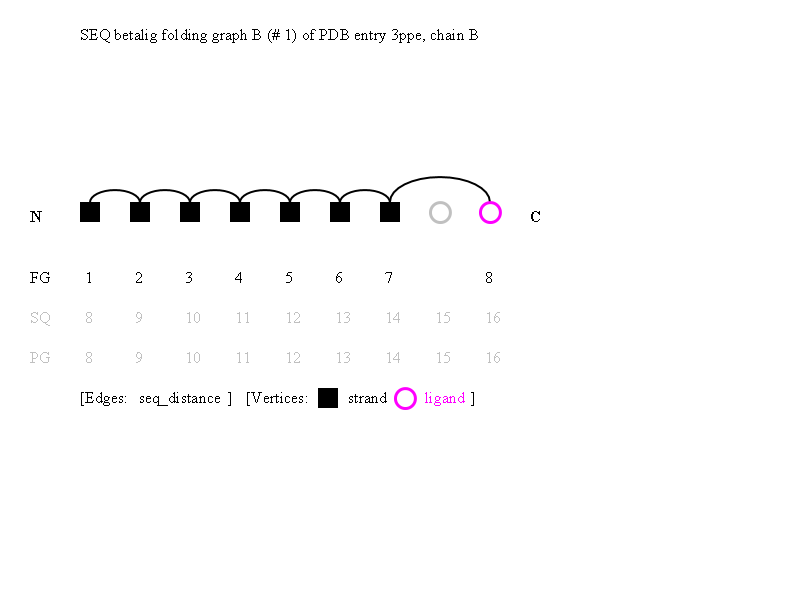 SEQ betalig folding graph B (# 1) of PDB entry 3ppe, chain B
N C
FG 1 2 3 4 5 6 7 8
SQ 8 9 10 11 12 13 14 15 16
PG 8 9 10 11 12 13 14 15 16
[Edges: seq_distance ] [Vertices: strand ligand ]